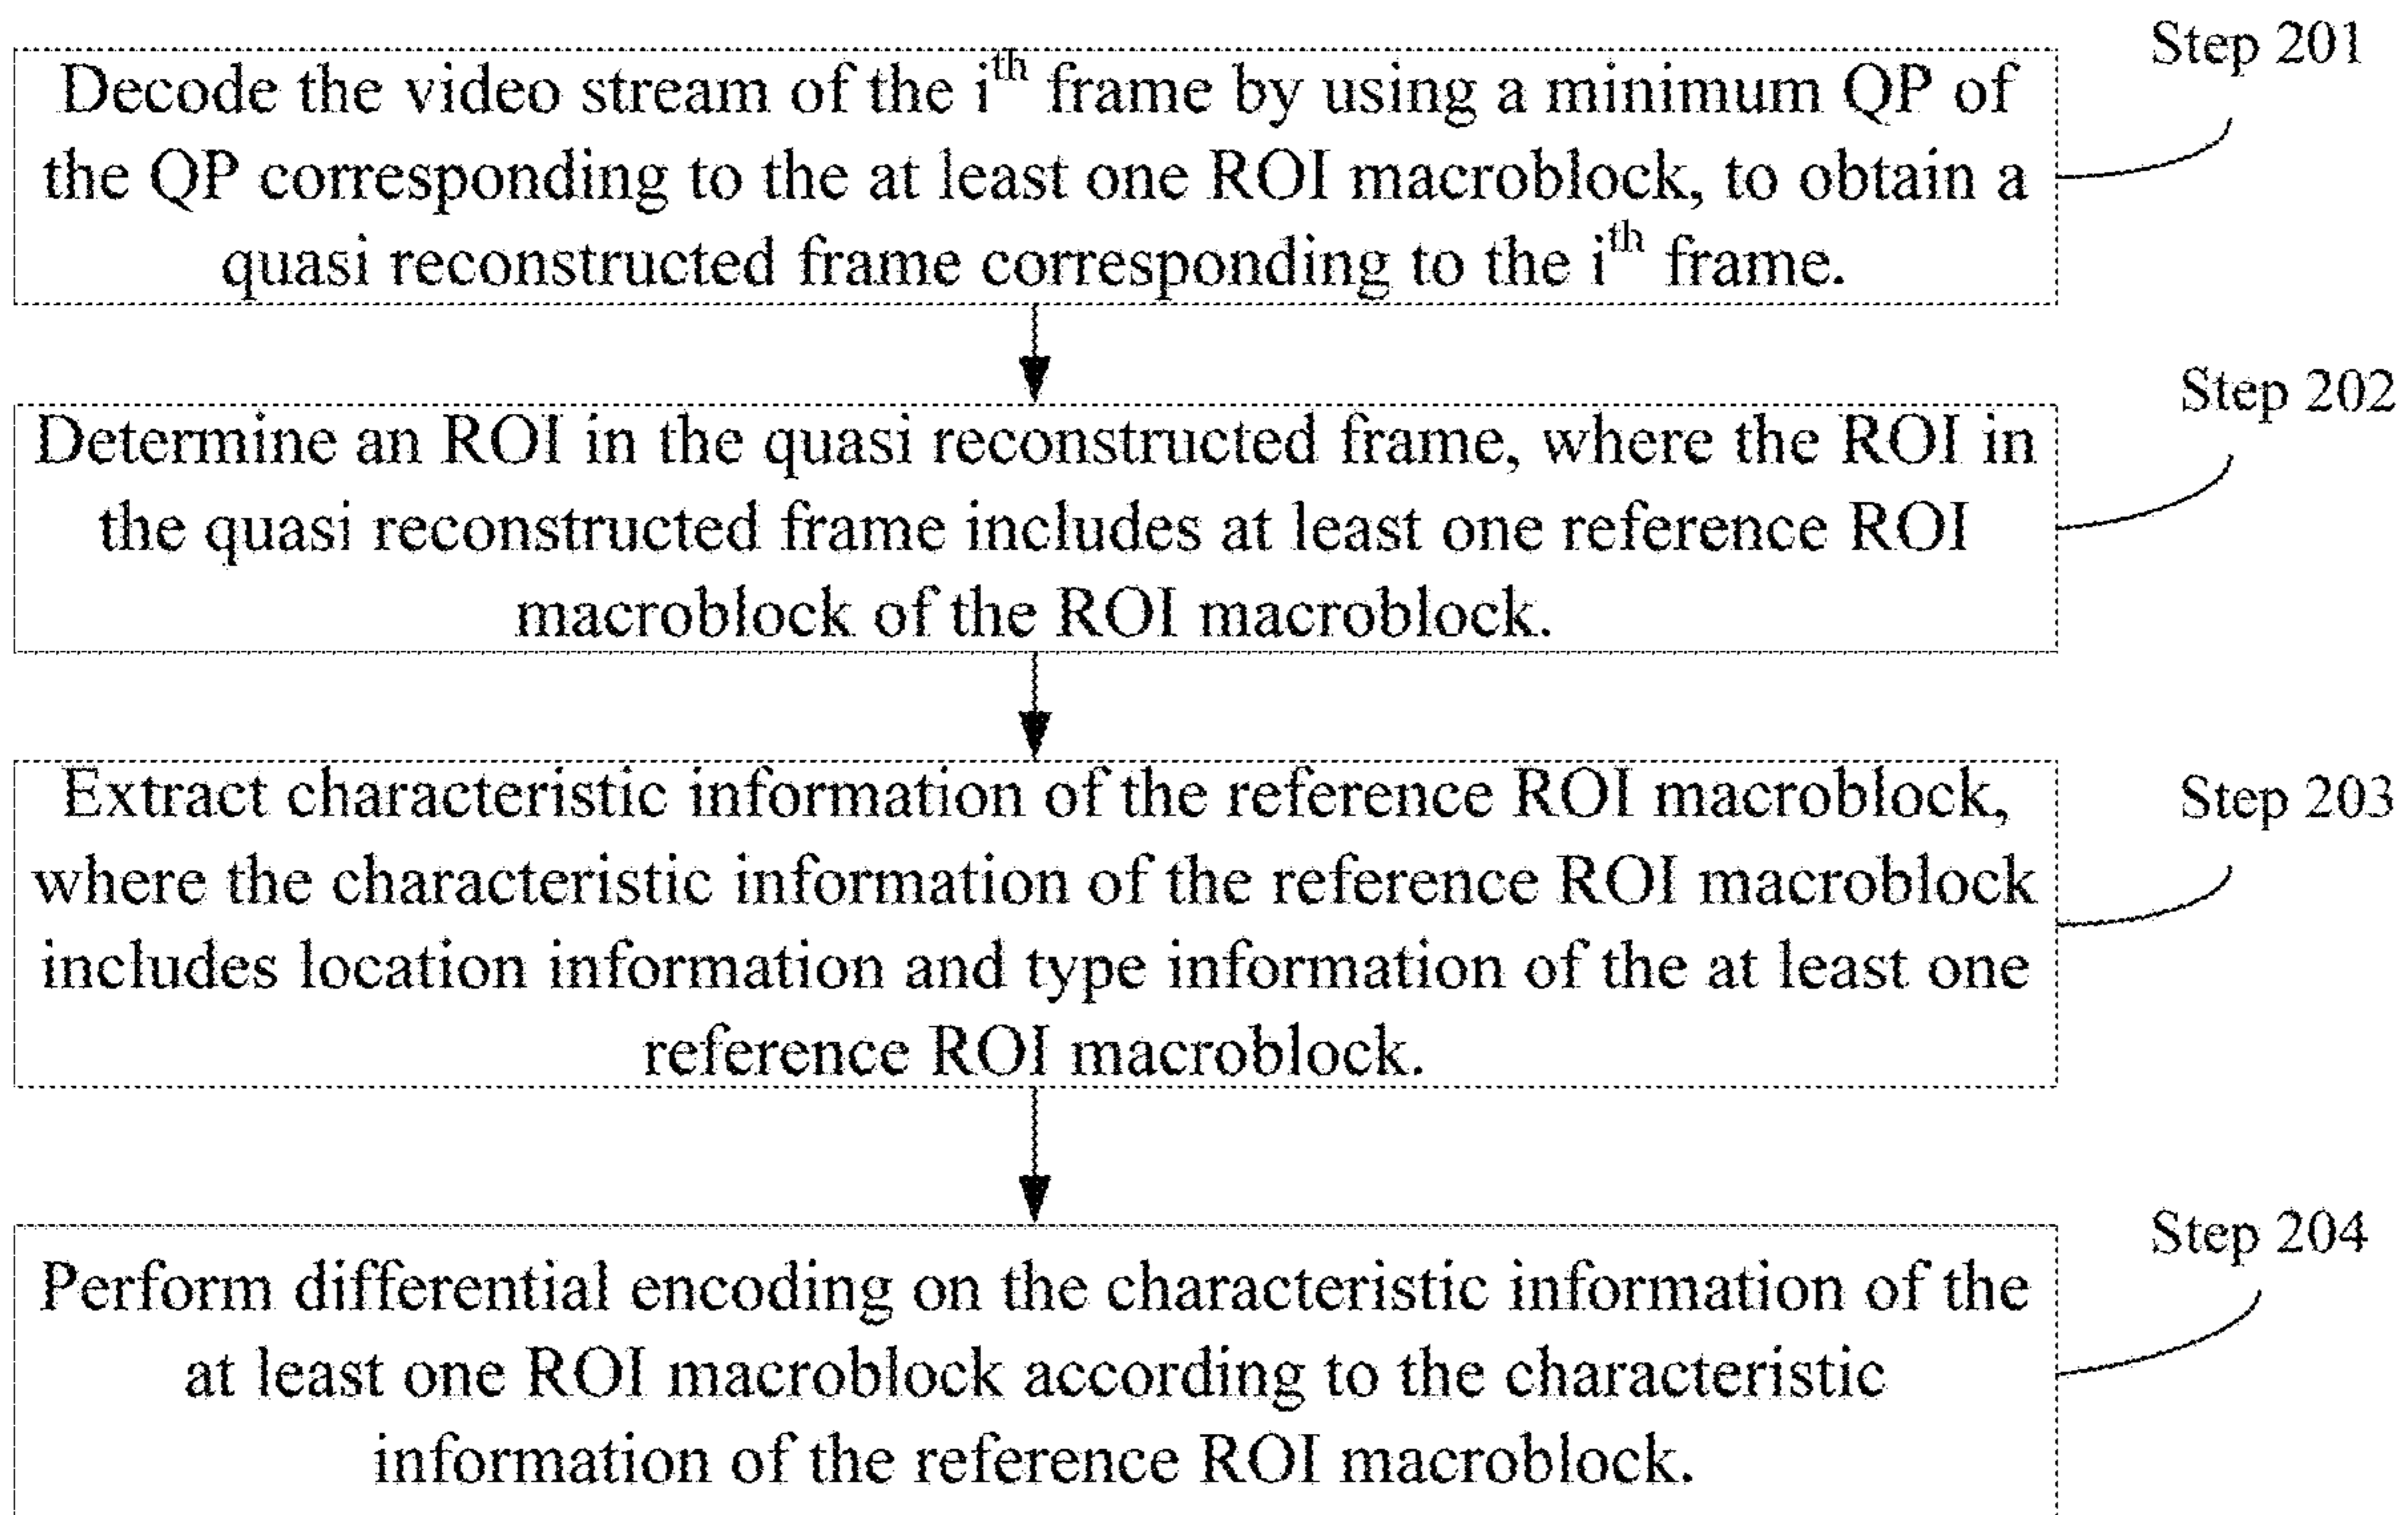 Step 201
Decode the video stream of the iᵗʰ frame by using a minimum QP of
the QP corresponding to the at least one ROI macroblock, to obtain a
quasi reconstructed frame corresponding to the iᵗʰ frame.
Step 202
Determine an ROI in the quasi reconstructed frame, where the ROI in
the quasi reconstructed frame includes at least one reference ROI
macroblock of the ROI macroblock.
Step 203
Extract characteristic information of the reference ROI macroblock,
where the characteristic information of the reference ROI macroblock
includes location information and type information of the at least one
reference ROI macroblock.
Step 204
Perform differential encoding on the characteristic information of the
at least one ROI macroblock according to the characteristic
information of the reference ROI macroblock.